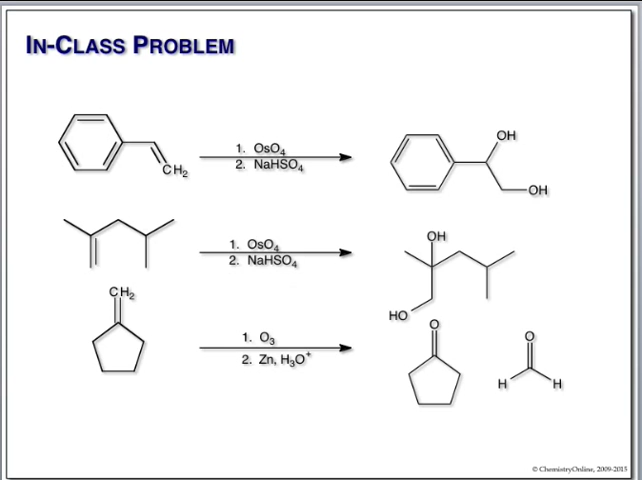 IN-CLASS PROBLEM
CH₂
1. OsO₄
2. NaHSO₄
OH
OH
1. OsO₄
2. NaHSO₄
OH
HO
CH₂
1. O₃
2. Zn, H₃O⁺
O
O
H H
© ChemistryOnline, 2009-2015